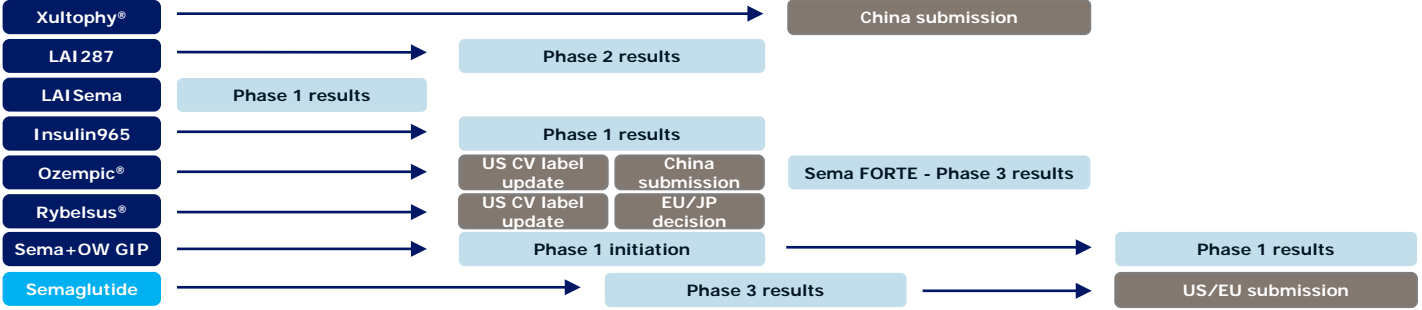 Xultophy® China submission
LAI287 Phase 2 results
LAISema Phase 1 results
Insulin965 Phase 1 results
Ozempic® US CV label update China submission Sema FORTE - Phase 3 results
Rybelsus® US CV label update EU/JP decision
Sema+OW GIP Phase 1 initiation Phase 1 results
Semaglutide Phase 3 results US/EU submission